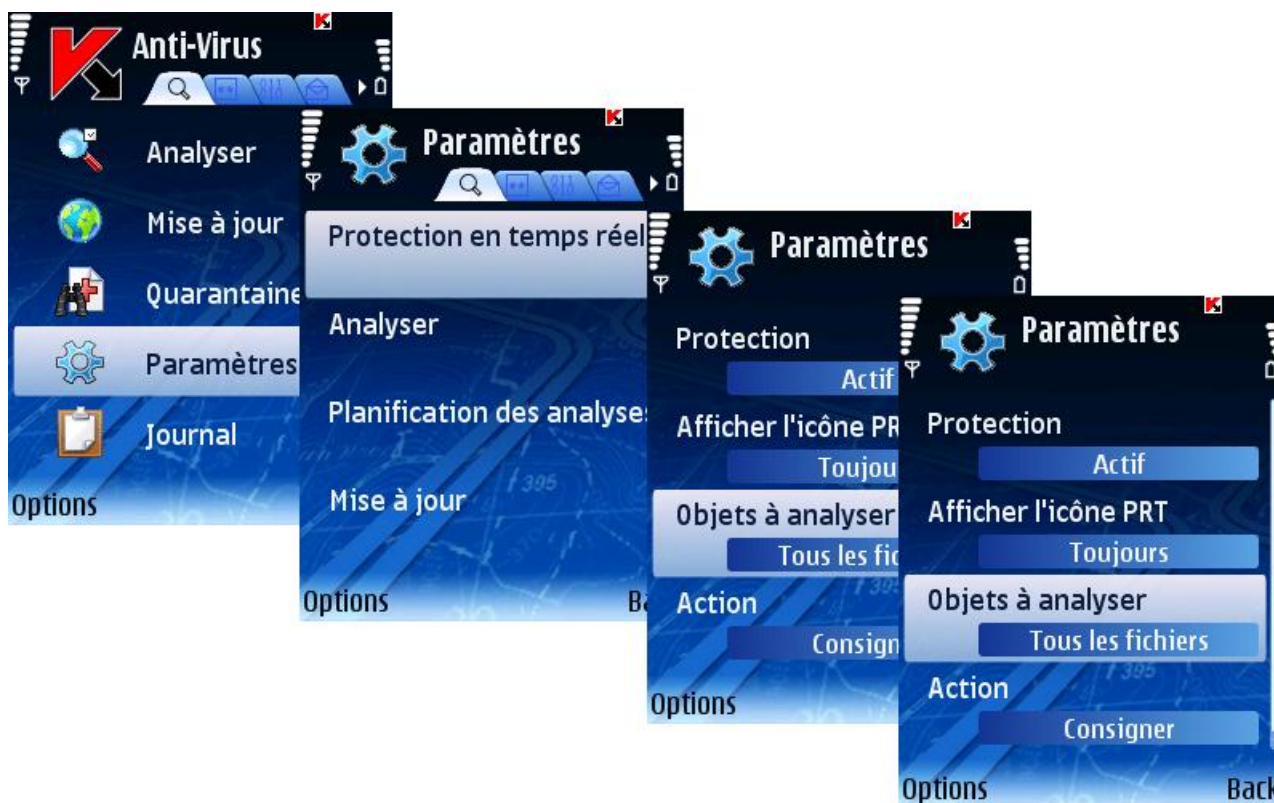 Anti-Virus
Analyser
Mise à jour
Quarantaine
Paramètres
Journal
Options
Paramètres
Protection en temps réel
Analyser
Planification des analyses
Mise à jour
Options
Ba
Paramètres
Protection
Actif
Afficher l'icône PR
Toujou
Objets à analyser
Tous les fic
Action
Consign
Options
Paramètres
Protection
Actif
Afficher l'icône PRT
Toujours
Objets à analyser
Tous les fichiers
Action
Consigner
Options
Back